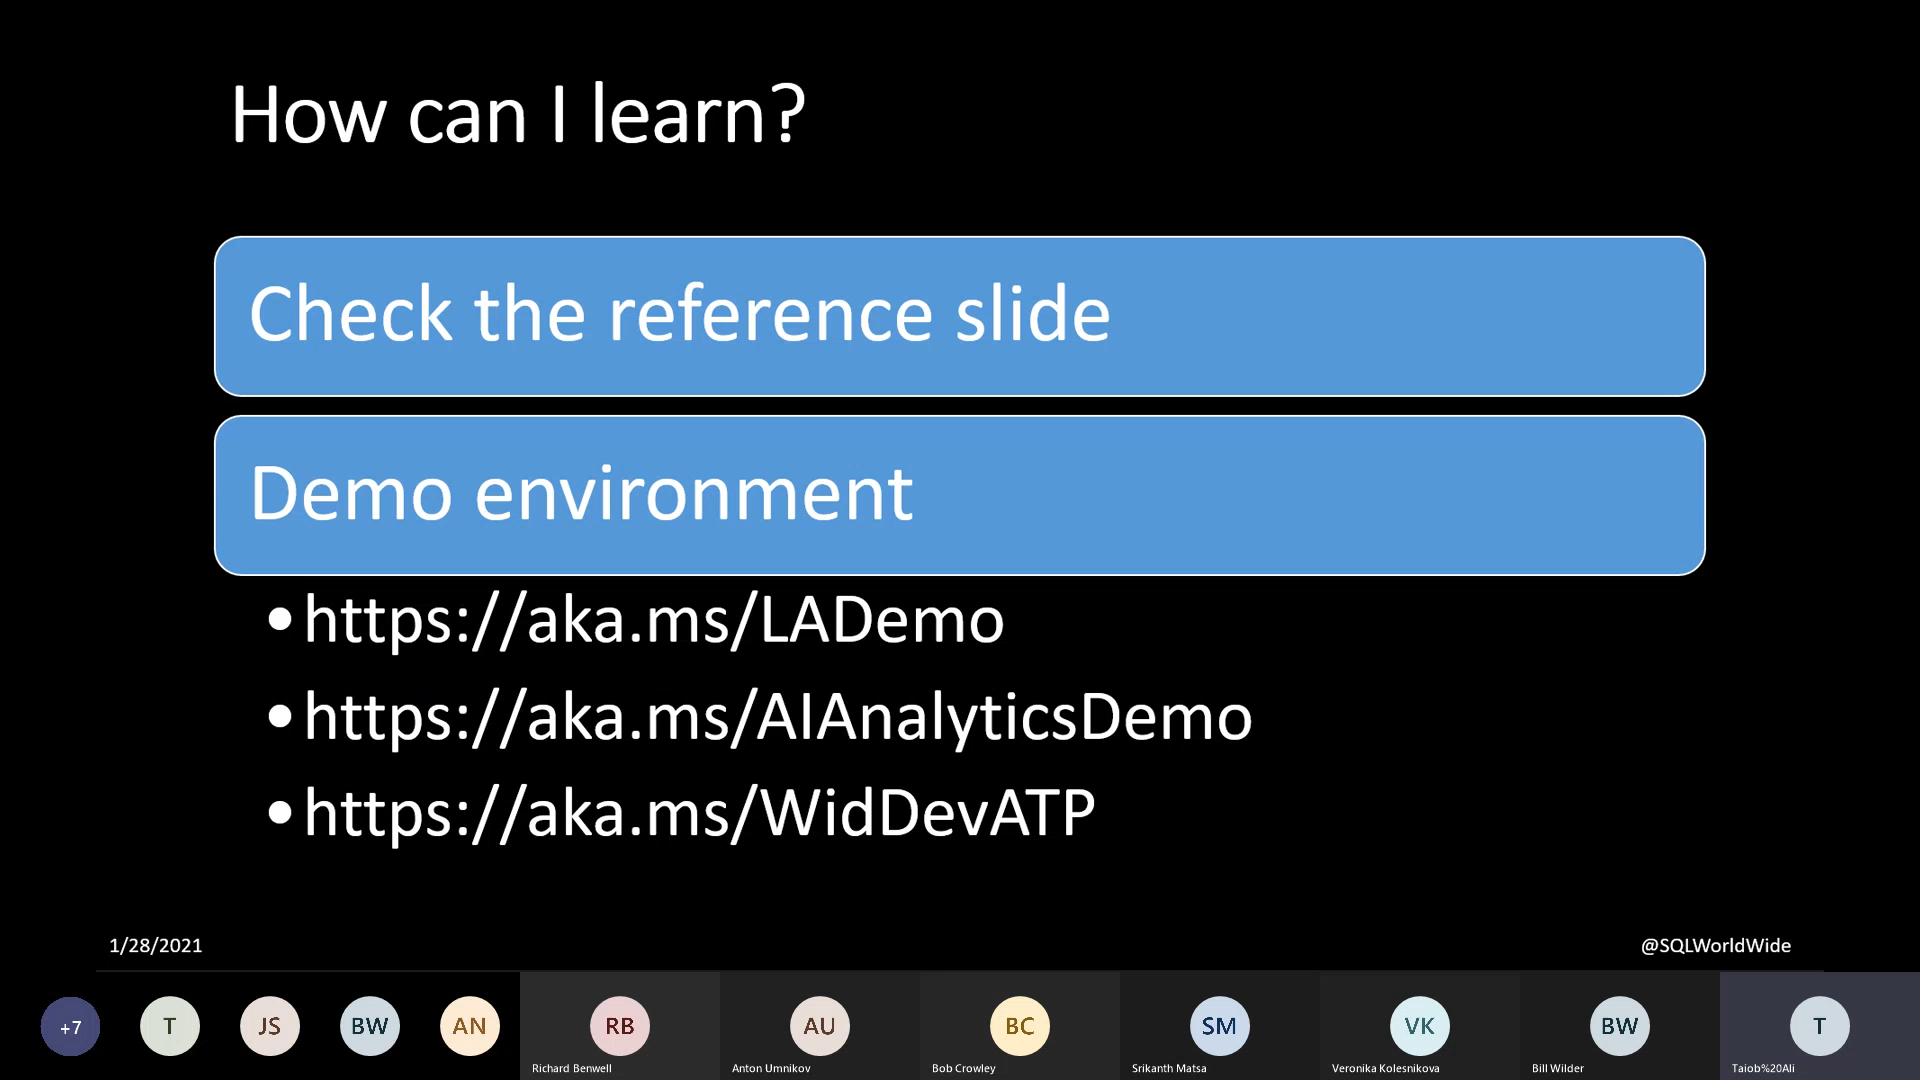 How can I learn?
Check the reference slide
Demo environment
•https://aka.ms/LADemo
•https://aka.ms/AIAnalyticsDemo
•https://aka.ms/WidDevATP
1/28/2021
@SQLWorldWide
+7
T
JS
BW
AN
RB
AU
BC
SM
VK
BW
T
Richard Benwell
Anton Umnikov
Bob Crowley
Srikanth Matsa
Veronika Kolesnikova
Bill Wilder
Taiob%20Ali